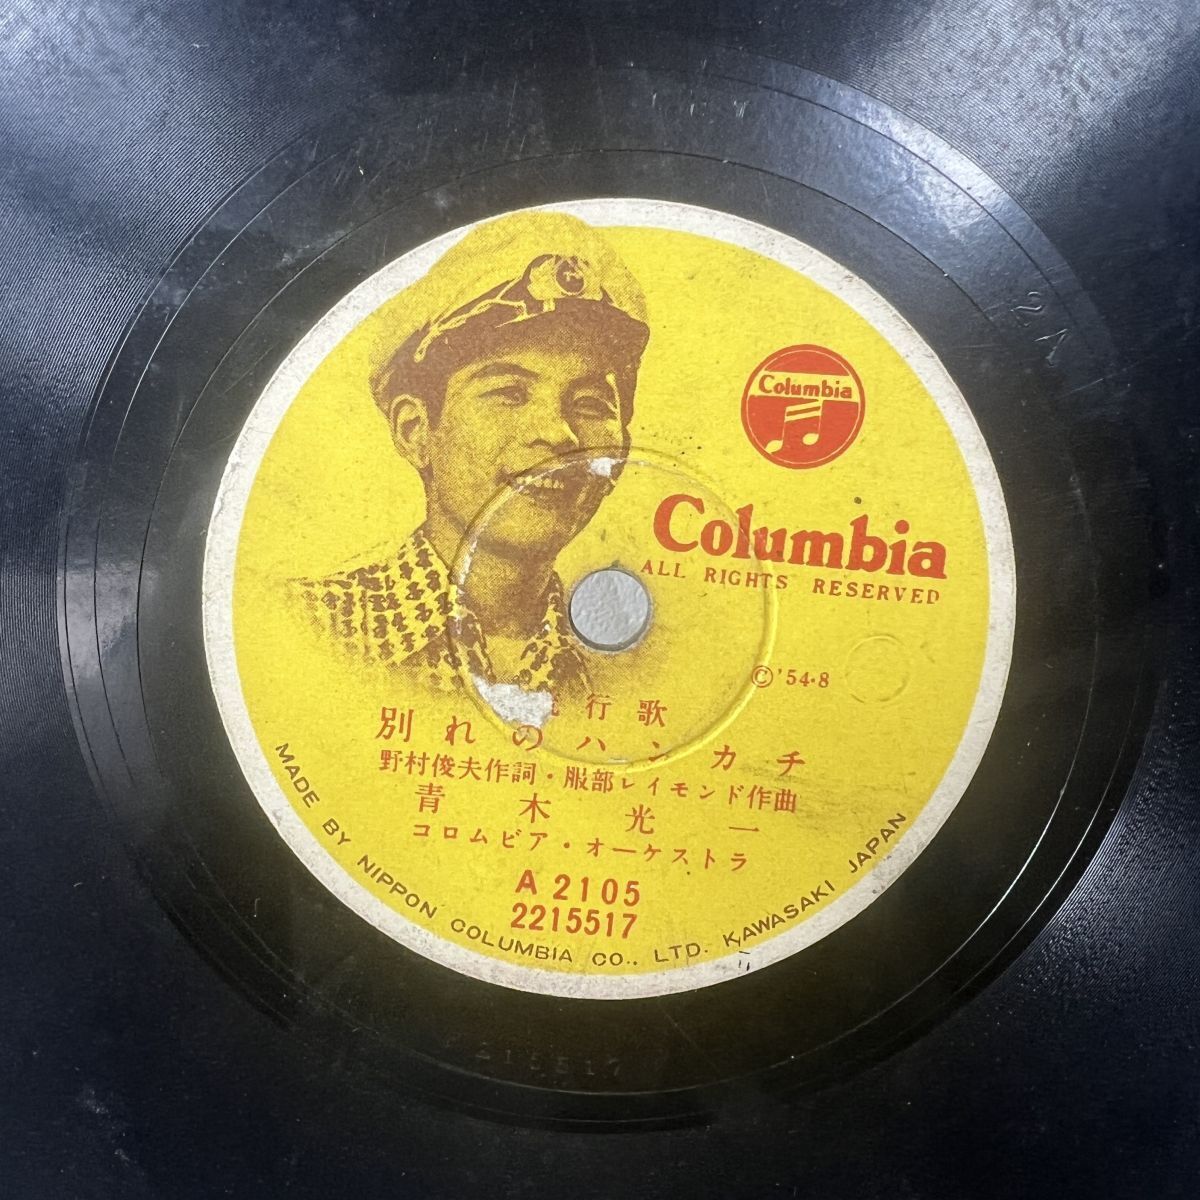 Columbia
Columbia
ALL RIGHTS RESERVED
©'54·8
行歌
別れのハンカチ
野村俊夫作詞・服部レイモンド作曲
青木光一
コロムビア・オーケストラ
A 2105
2215517
MADE BY NIPPON COLUMBIA CO., LTD. KAWASAKI JAPAN
2A
15517